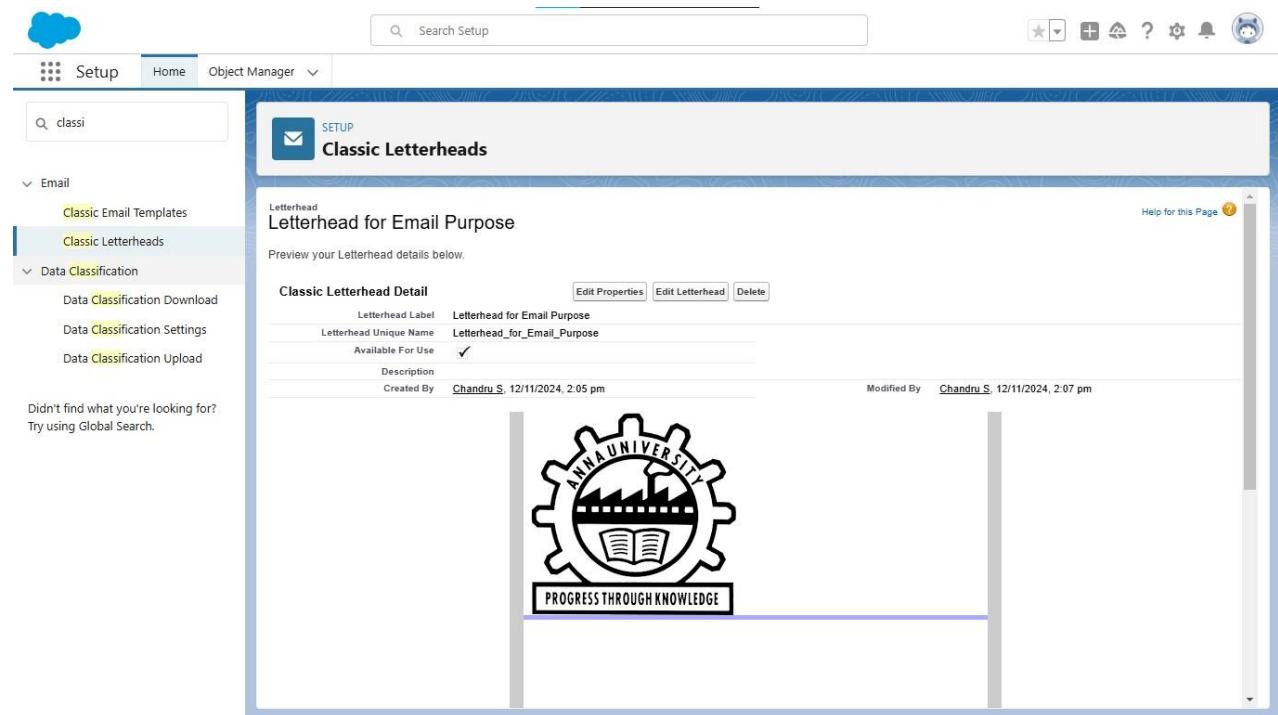 Search Setup
Setup
Home
Object Manager
classi
Email
Classic Email Templates
Classic Letterheads
Data Classification
Data Classification Download
Data Classification Settings
Data Classification Upload
Didn't find what you're looking for?
Try using Global Search.
SETUP
Classic Letterheads
Letterhead
Letterhead for Email Purpose
Help for this Page
Preview your Letterhead details below.
Classic Letterhead Detail
Edit Properties Edit Letterhead Delete
Letterhead Label Letterhead for Email Purpose
Letterhead Unique Name Letterhead_for_Email_Purpose
Available For Use
Description
Created By Chandru S, 12/11/2024, 2:05 pm Modified By Chandru S, 12/11/2024, 2:07 pm
ANNA UNIVERSITY
PROGRESS THROUGH KNOWLEDGE